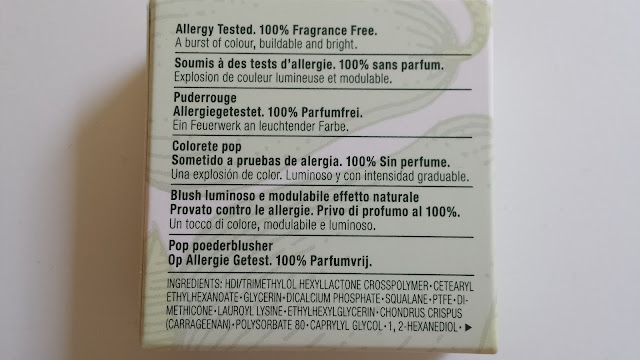 Allergy Tested. 100% Fragrance Free.
A burst of colour, buildable and bright.
Soumis à des tests d'allergie. 100% sans parfum.
Explosion de couleur lumineuse et modulable.
Puderrouge
Allergiegetestet. 100% Parfumfrei.
Ein Feuerwerk an leuchtender Farbe.
Colorete pop
Sometido a pruebas de alergia. 100% Sin perfume.
Una explosión de color. Luminoso y con intensidad graduable.
Blush luminoso e modulabile effetto naturale
Provato contro le allergie. Privo di profumo al 100%.
Un tocco di colore, modulabile e luminoso.
Pop poederblusher
Op Allergie Getest. 100% Parfumvrij.
INGREDIENTS: HDI/TRIMETHYLOL HEXYLLACTONE CROSSPOLYMER•CETEARYL
ETHYLHEXANOATE•GLYCERIN•DICALCIUM PHOSPHATE•SQUALANE•PTFE•DI-
METHICONE•LAUROYL LYSINE•ETHYLHEXYLGLYCERIN•CHONDRUS CRISPUS
(CARRAGEENAN)•POLYSORBATE 80•CAPRYLYL GLYCOL•1, 2-HEXANEDIOL•►